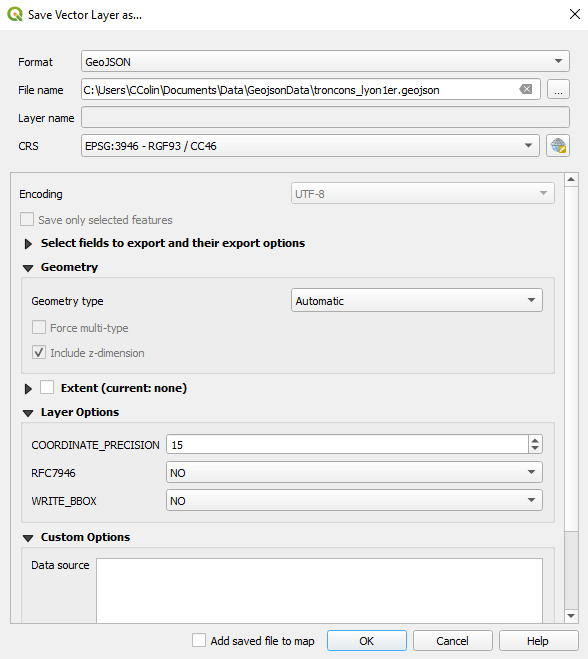 Save Vector Layer as...
Format GeoJSON
File name C:\Users\CColin\Documents\Data\GeojsonData\troncons_lyon1er.geojson ...
Layer name
CRS EPSG:3946 - RGF93 / CC46
Encoding UTF-8
Save only selected features
Select fields to export and their export options
Geometry
Geometry type Automatic
Force multi-type
Include z-dimension
Extent (current: none)
Layer Options
COORDINATE_PRECISION 15
RFC7946 NO
WRITE_BBOX NO
Custom Options
Data source
Add saved file to map OK Cancel Help